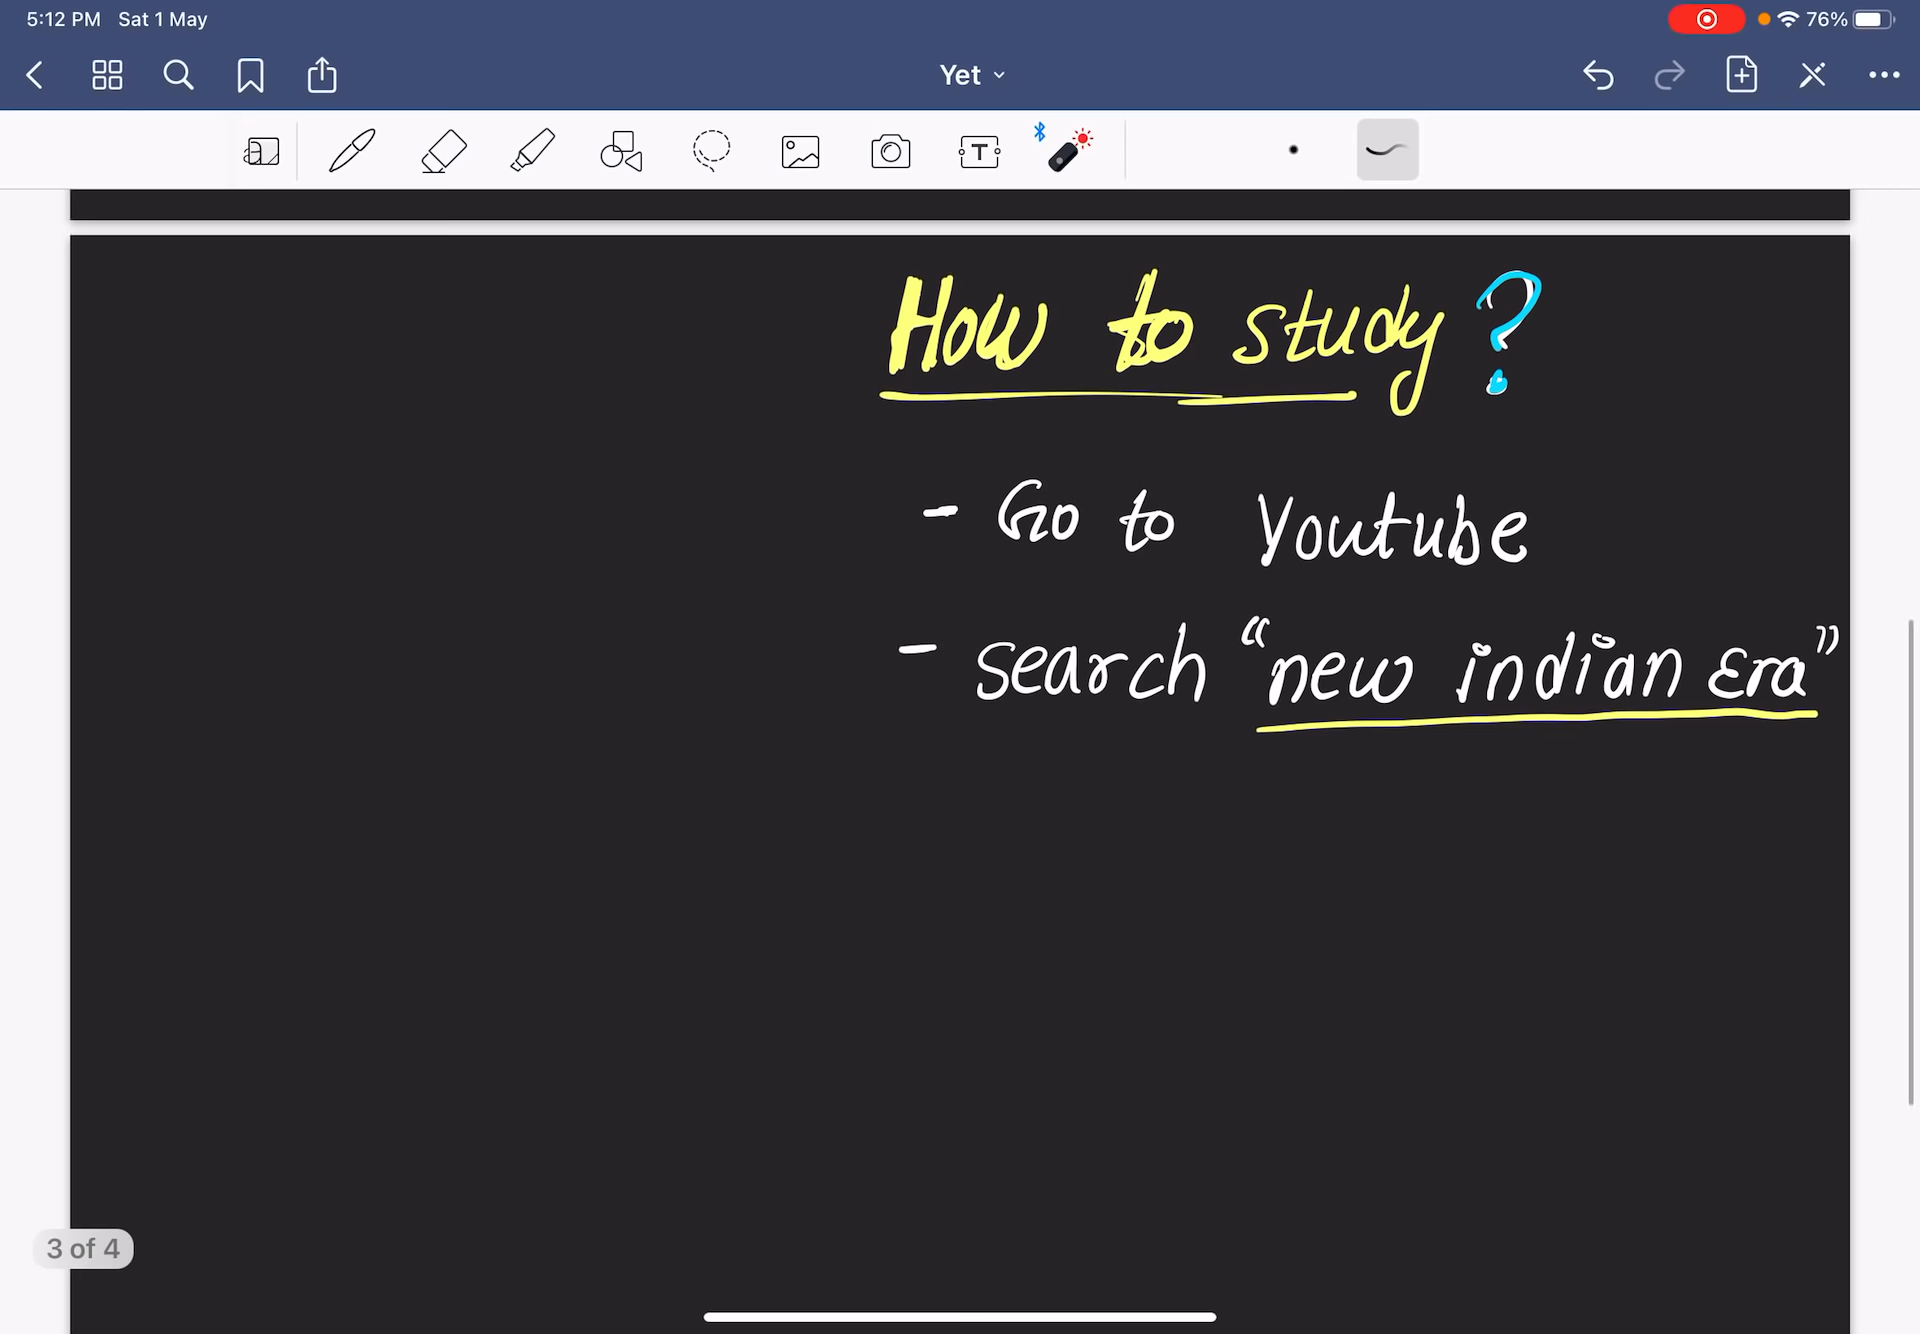 5:12 PM Sat 1 May 76%
Yet
T
How to study?
- Go to Youtube
- search "new indian Era"
3 of 4